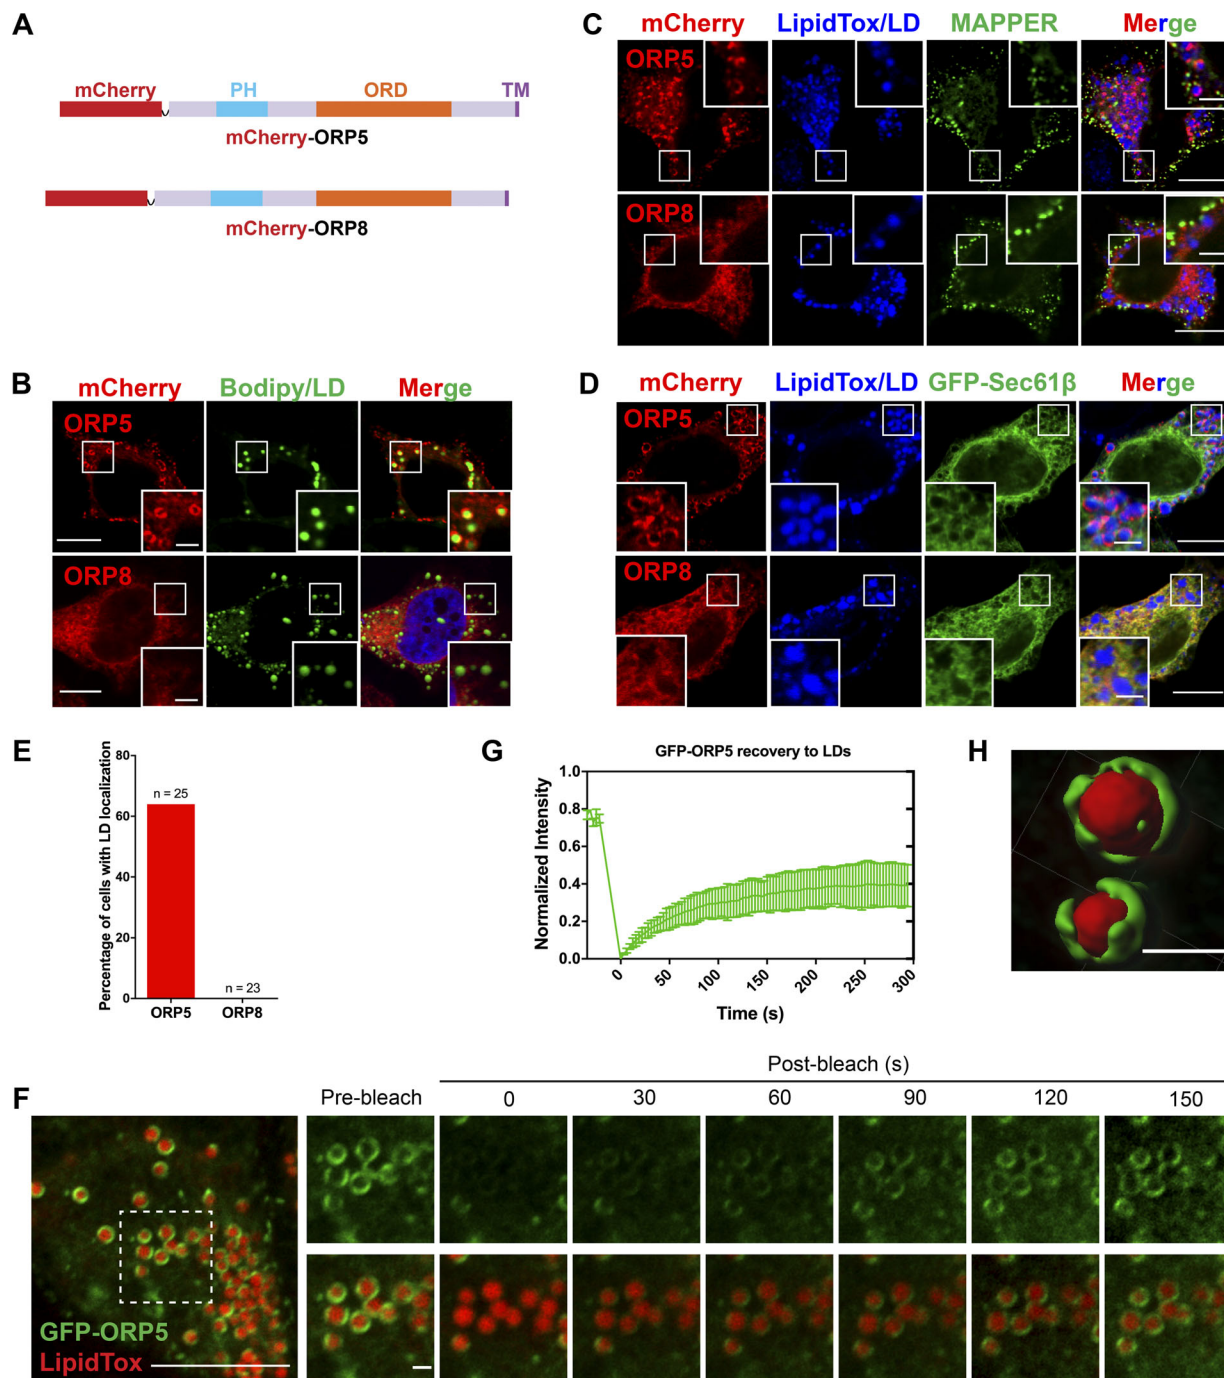 A
mCherry PH ORD TM
mCherry-ORP5
mCherry-ORP8
B
mCherry Bodipy/LD Merge
ORP5
ORP8
C
mCherry LipidTox/LD MAPPER Merge
ORP5
ORP8
D
mCherry LipidTox/LD GFP-Sec61β Merge
ORP5
ORP8
E
Percentage of cells with LD localization
80
60
40
20
0
n = 25
n = 23
ORP5 ORP8
G
GFP-ORP5 recovery to LDs
Normalized Intensity
1.0
0.8
0.6
0.4
0.2
0.0
0 50 100 150 200 250 300
Time (s)
H
F
Post-bleach (s)
Pre-bleach 0 30 60 90 120 150
GFP-ORP5
LipidTox